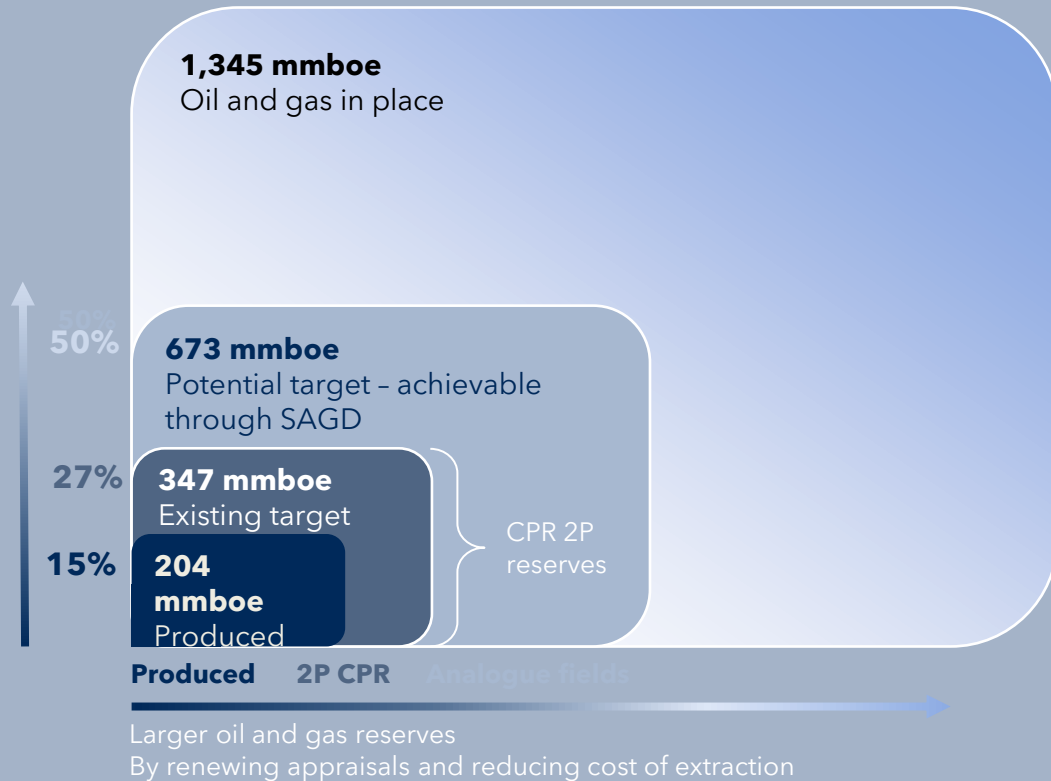 1,345 mmboe
Oil and gas in place
50%
50%
673 mmboe
Potential target – achievable
through SAGD
27%
347 mmboe
Existing target
CPR 2P
reserves
15%
204
mmboe
Produced
Produced 2P CPR Analogue fields
Larger oil and gas reserves
By renewing appraisals and reducing cost of extraction